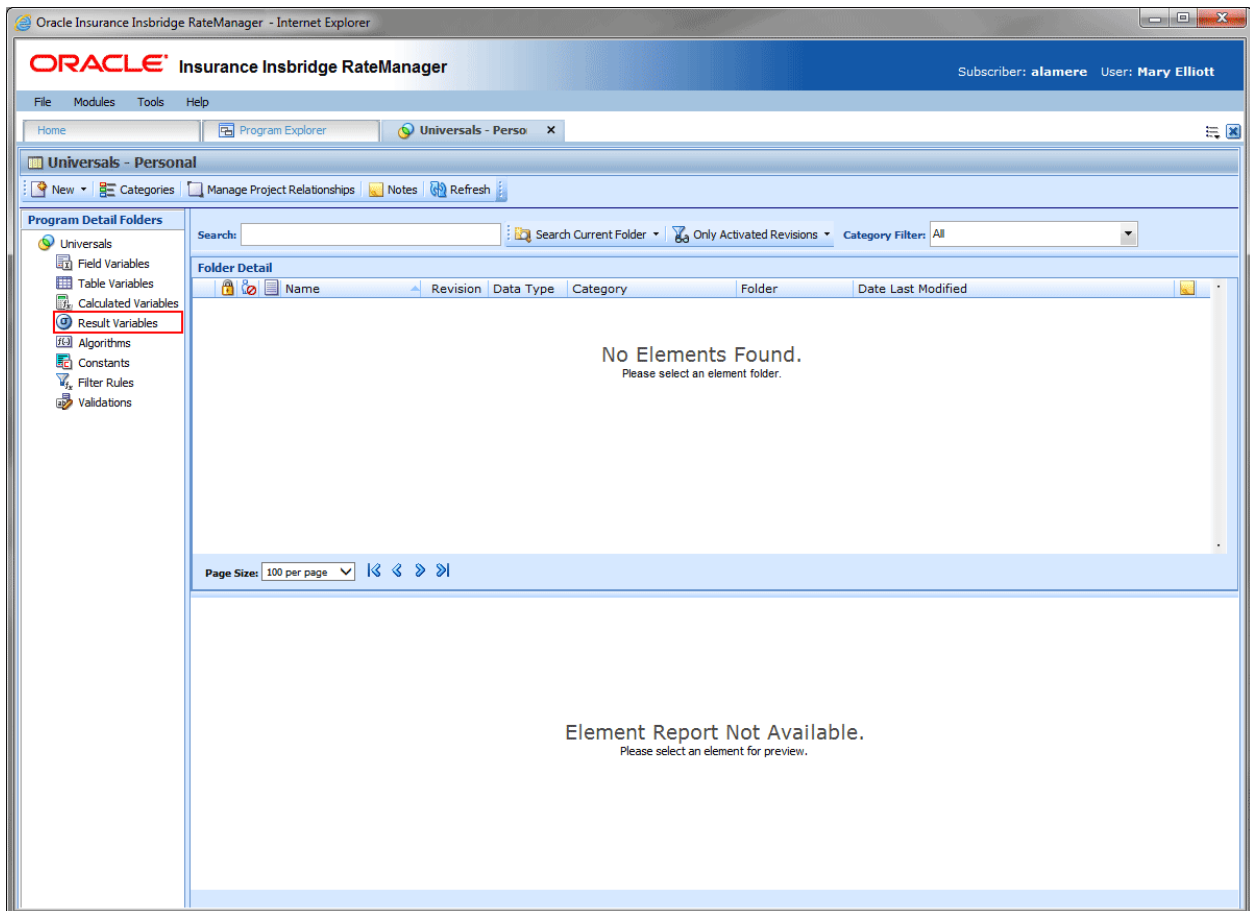 Oracle Insurance Insbridge RateManager - Internet Explorer
ORACLE Insurance Insbridge RateManager
Subscriber: alamere User: Mary Elliott
File Modules Tools Help
Home Program Explorer Universals - Perso
Universals - Personal
New Categories Manage Project Relationships Notes Refresh
Program Detail Folders
Universals
Field Variables
Table Variables
Calculated Variables
Result Variables
Algorithms
Constants
Filter Rules
Validations
Search: Search Current Folder Only Activated Revisions Category Filter: All
Folder Detail
Name Revision Data Type Category Folder Date Last Modified
No Elements Found.
Please select an element folder.
Page Size: 100 per page
Element Report Not Available.
Please select an element for preview.